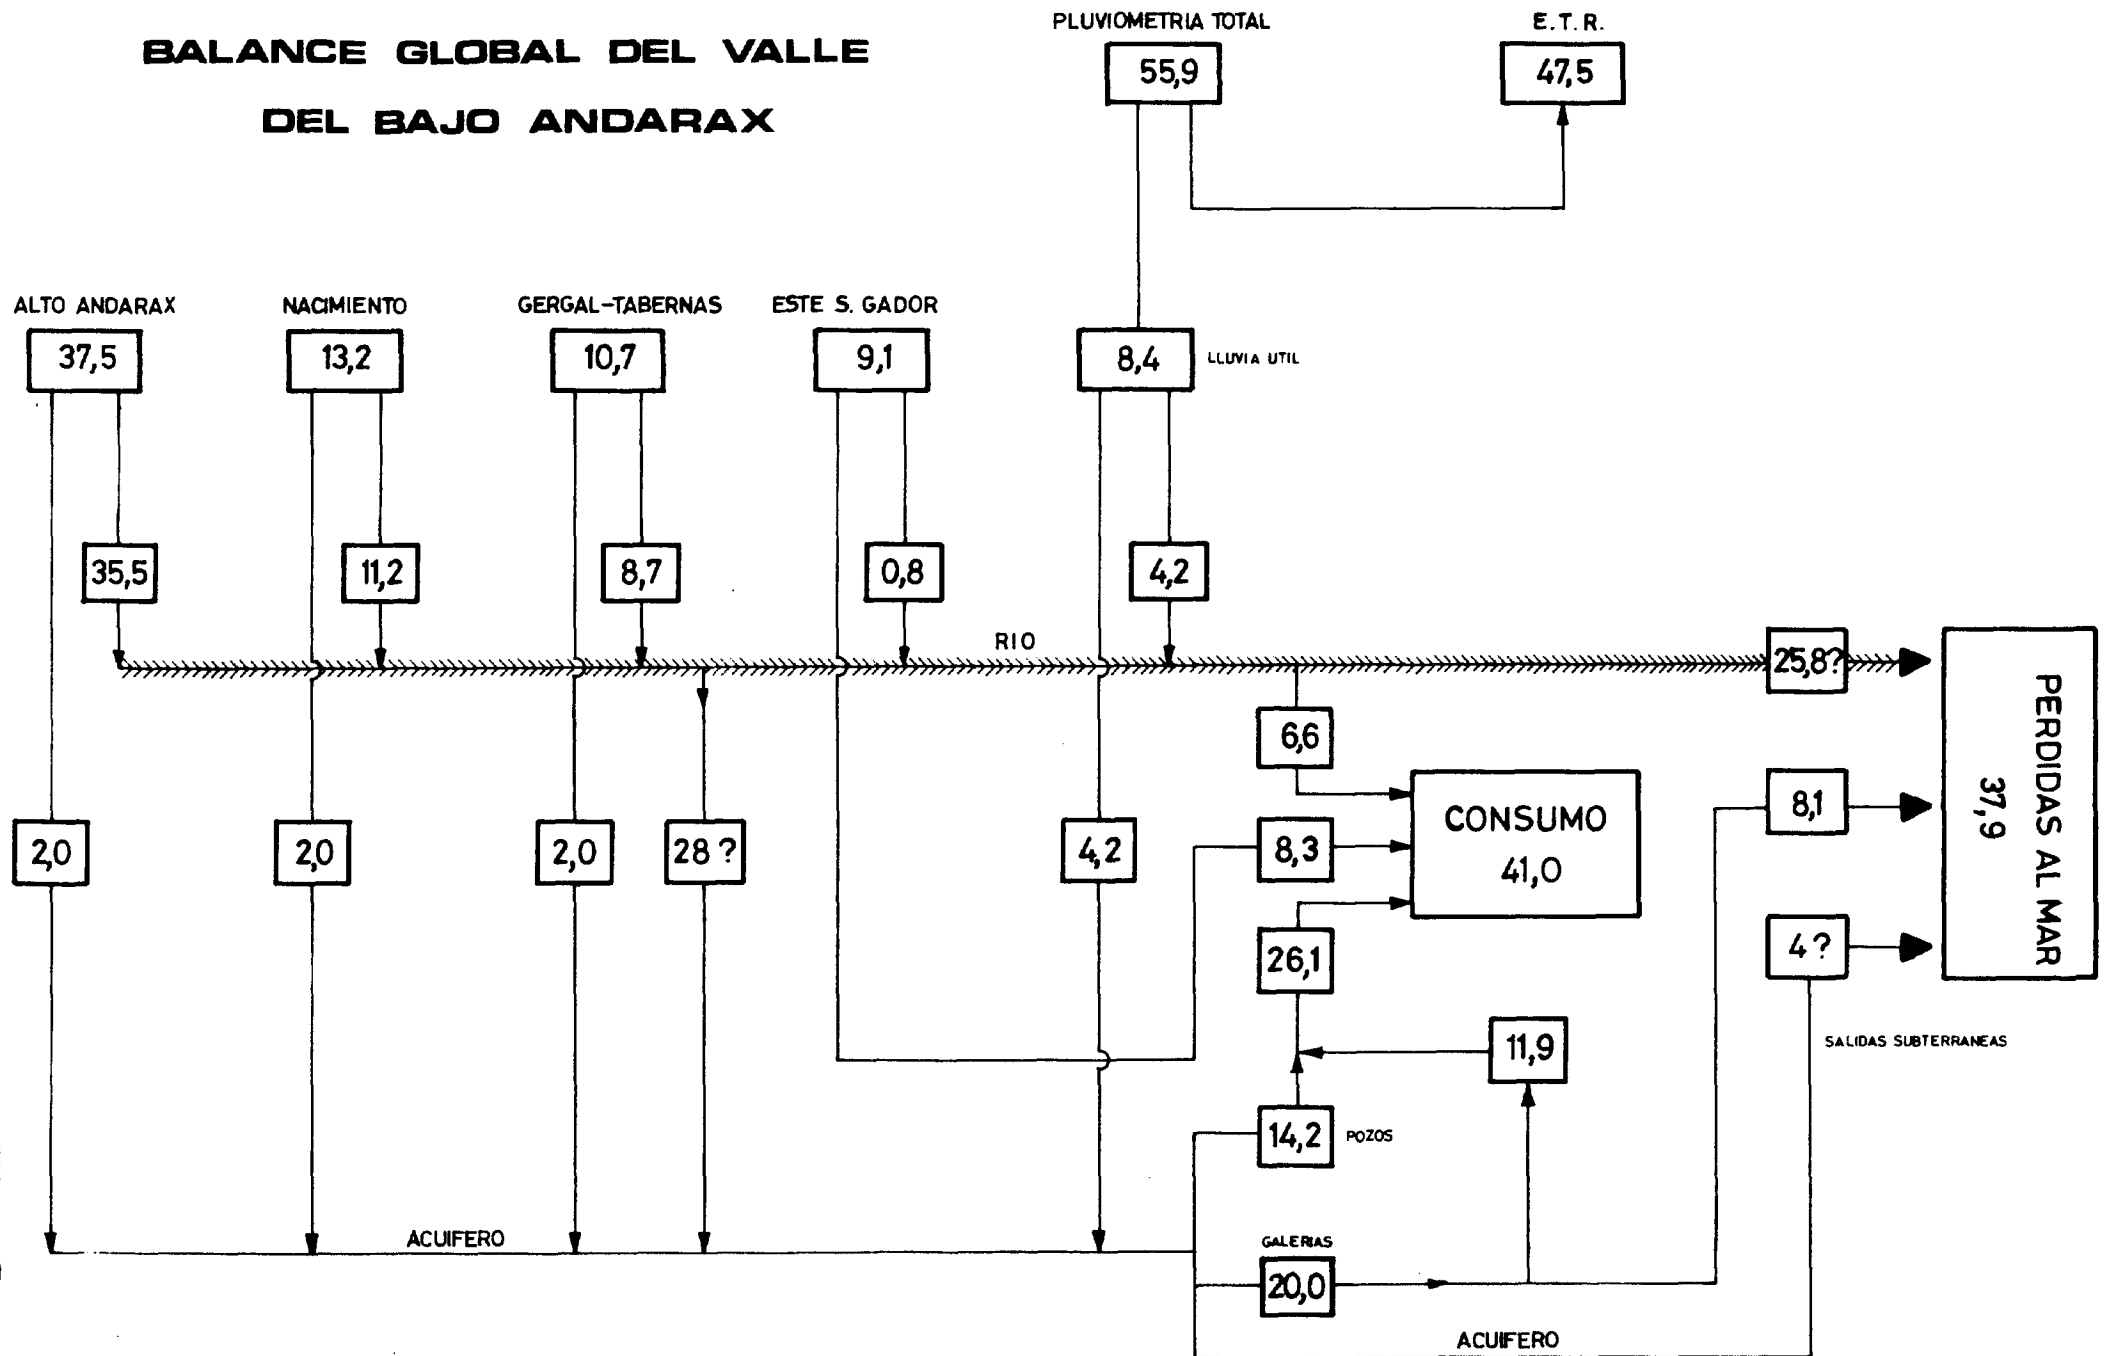 BALANCE GLOBAL DEL VALLE
DEL BAJO ANDARAX
PLUVIOMETRIA TOTAL
55,9
E.T.R.
47,5
ALTO ANDARAX
37,5
NACIMIENTO
13,2
GERGAL-TABERNAS
10,7
ESTE S. GADOR
9,1
8,4
LLUVIA UTIL
35,5
11,2
8,7
0,8
4,2
RIO
25,8?
6,6
PERDIDAS AL MAR
37,9
CONSUMO
41,0
8,1
2,0
2,0
2,0
28 ?
4,2
8,3
26,1
4 ?
SALIDAS SUBTERRANEAS
11,9
14,2
POZOS
ACUIFERO
GALERIAS
20,0
ACUIFERO